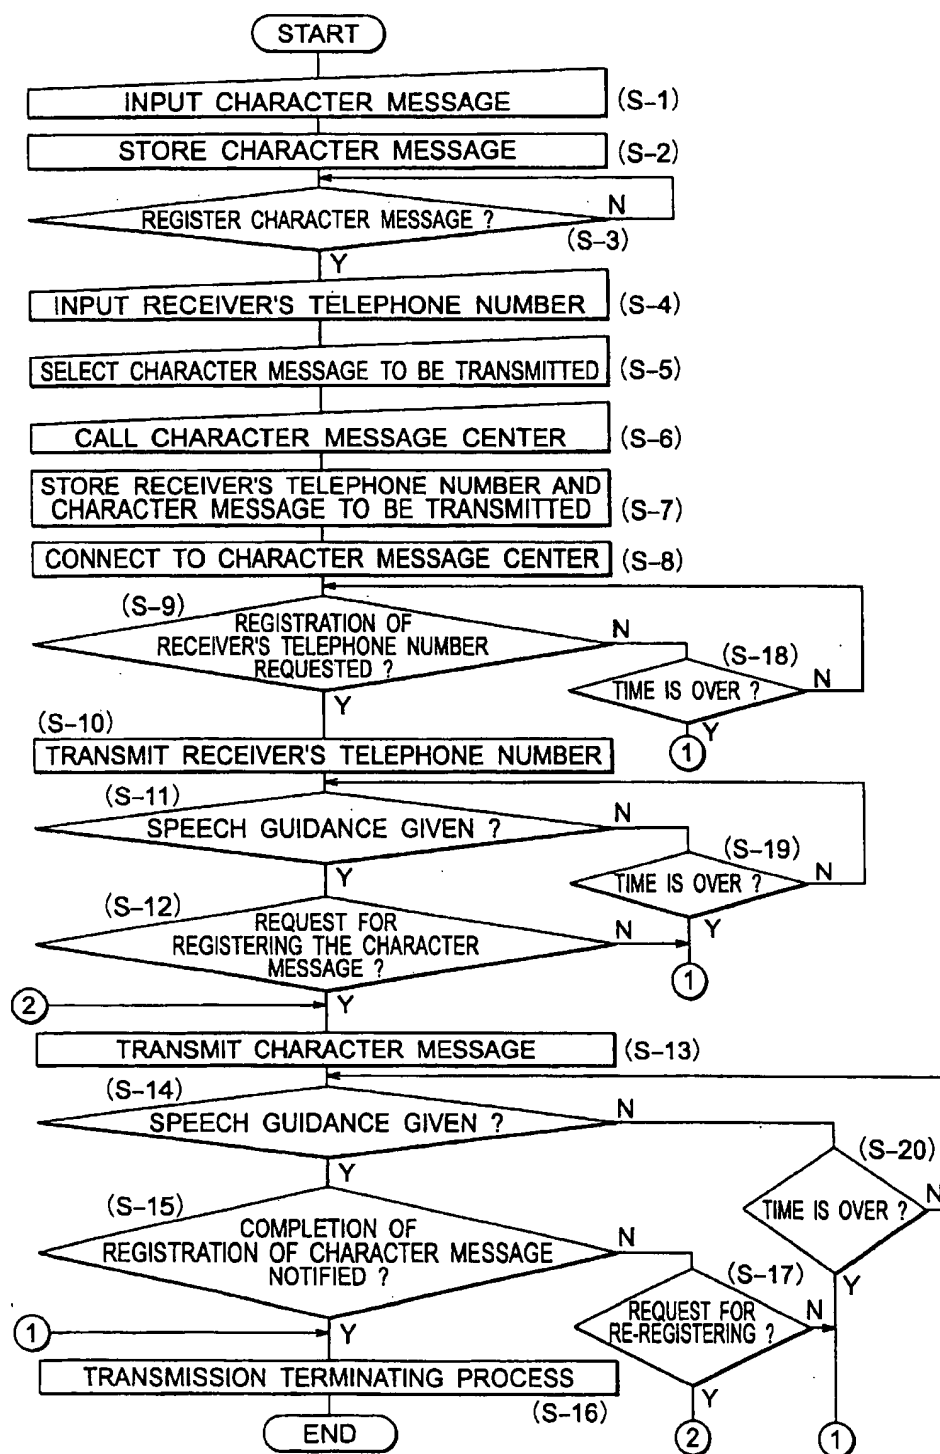 START
INPUT CHARACTER MESSAGE (S-1)
STORE CHARACTER MESSAGE (S-2)
REGISTER CHARACTER MESSAGE ? N
(S-3)
Y
INPUT RECEIVER'S TELEPHONE NUMBER (S-4)
SELECT CHARACTER MESSAGE TO BE TRANSMITTED (S-5)
CALL CHARACTER MESSAGE CENTER (S-6)
STORE RECEIVER'S TELEPHONE NUMBER AND
CHARACTER MESSAGE TO BE TRANSMITTED (S-7)
CONNECT TO CHARACTER MESSAGE CENTER (S-8)
(S-9)
REGISTRATION OF
RECEIVER'S TELEPHONE NUMBER
REQUESTED ?
N
(S-18)
TIME IS OVER ? N
Y
Y
1
(S-10)
TRANSMIT RECEIVER'S TELEPHONE NUMBER
(S-11)
SPEECH GUIDANCE GIVEN ? N
(S-19)
TIME IS OVER ? N
Y
Y
(S-12)
REQUEST FOR
REGISTERING THE CHARACTER
MESSAGE ?
N
1
2
Y
TRANSMIT CHARACTER MESSAGE (S-13)
(S-14)
SPEECH GUIDANCE GIVEN ? N
(S-20)
TIME IS OVER ? N
Y
Y
(S-15)
COMPLETION OF
REGISTRATION OF CHARACTER MESSAGE
NOTIFIED ?
N
(S-17)
REQUEST FOR
RE-REGISTERING ?
N
1
Y
Y
TRANSMISSION TERMINATING PROCESS
(S-16)
2
1
END